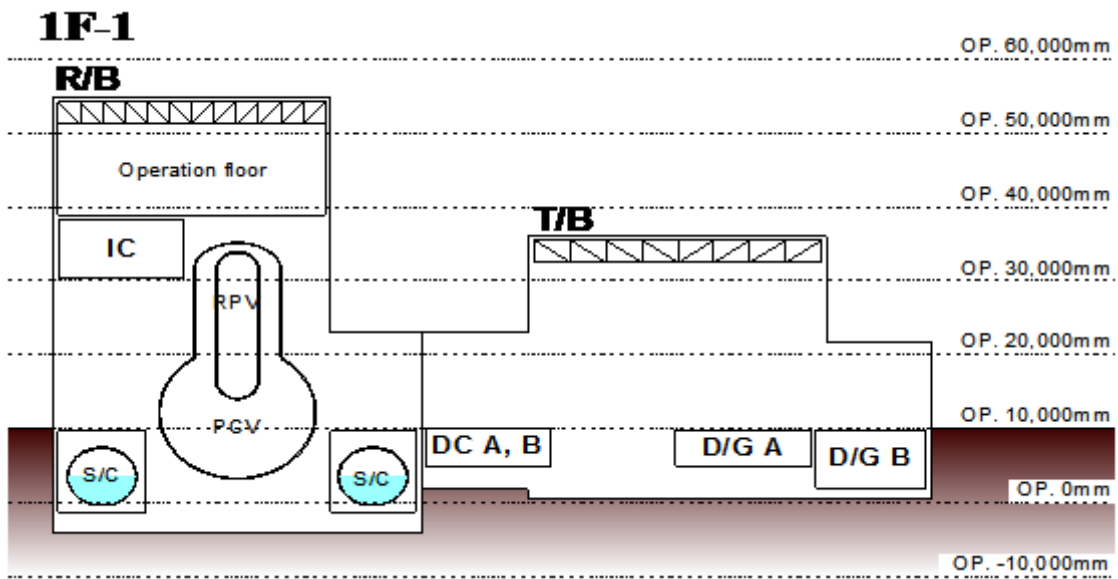 1F-1
OP. 60,000mm
R/B
OP. 50,000mm
Operation floor
OP. 40,000mm
T/B
IC
OP. 30,000mm
RPV
OP. 20,000mm
OP. 10,000mm
PCV
DC A, B
D/G A
D/G B
S/C
S/C
OP. 0mm
OP. -10,000mm